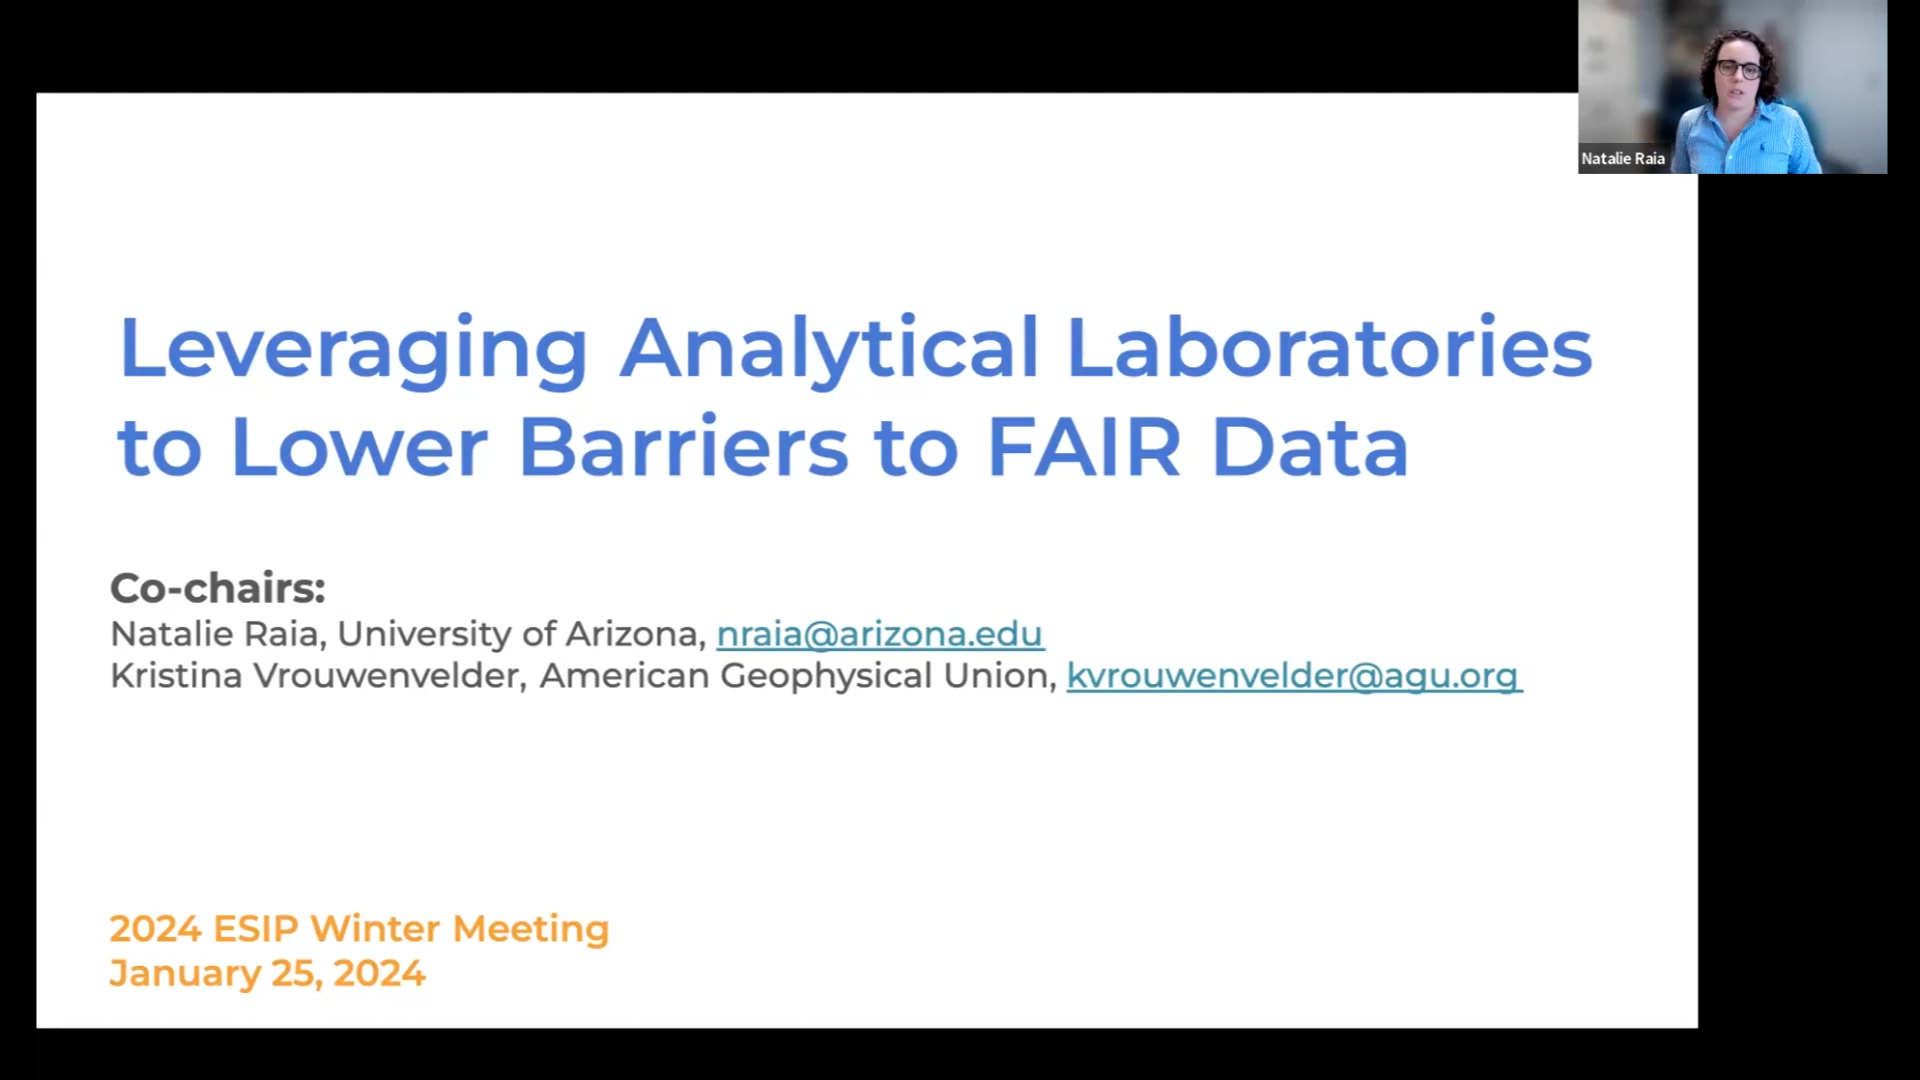 Natalie Raia
Leveraging Analytical Laboratories
to Lower Barriers to FAIR Data
Co-chairs:
Natalie Raia, University of Arizona, nraia@arizona.edu
Kristina Vrouwenvelder, American Geophysical Union, kvrouwenvelder@agu.org
2024 ESIP Winter Meeting
January 25, 2024